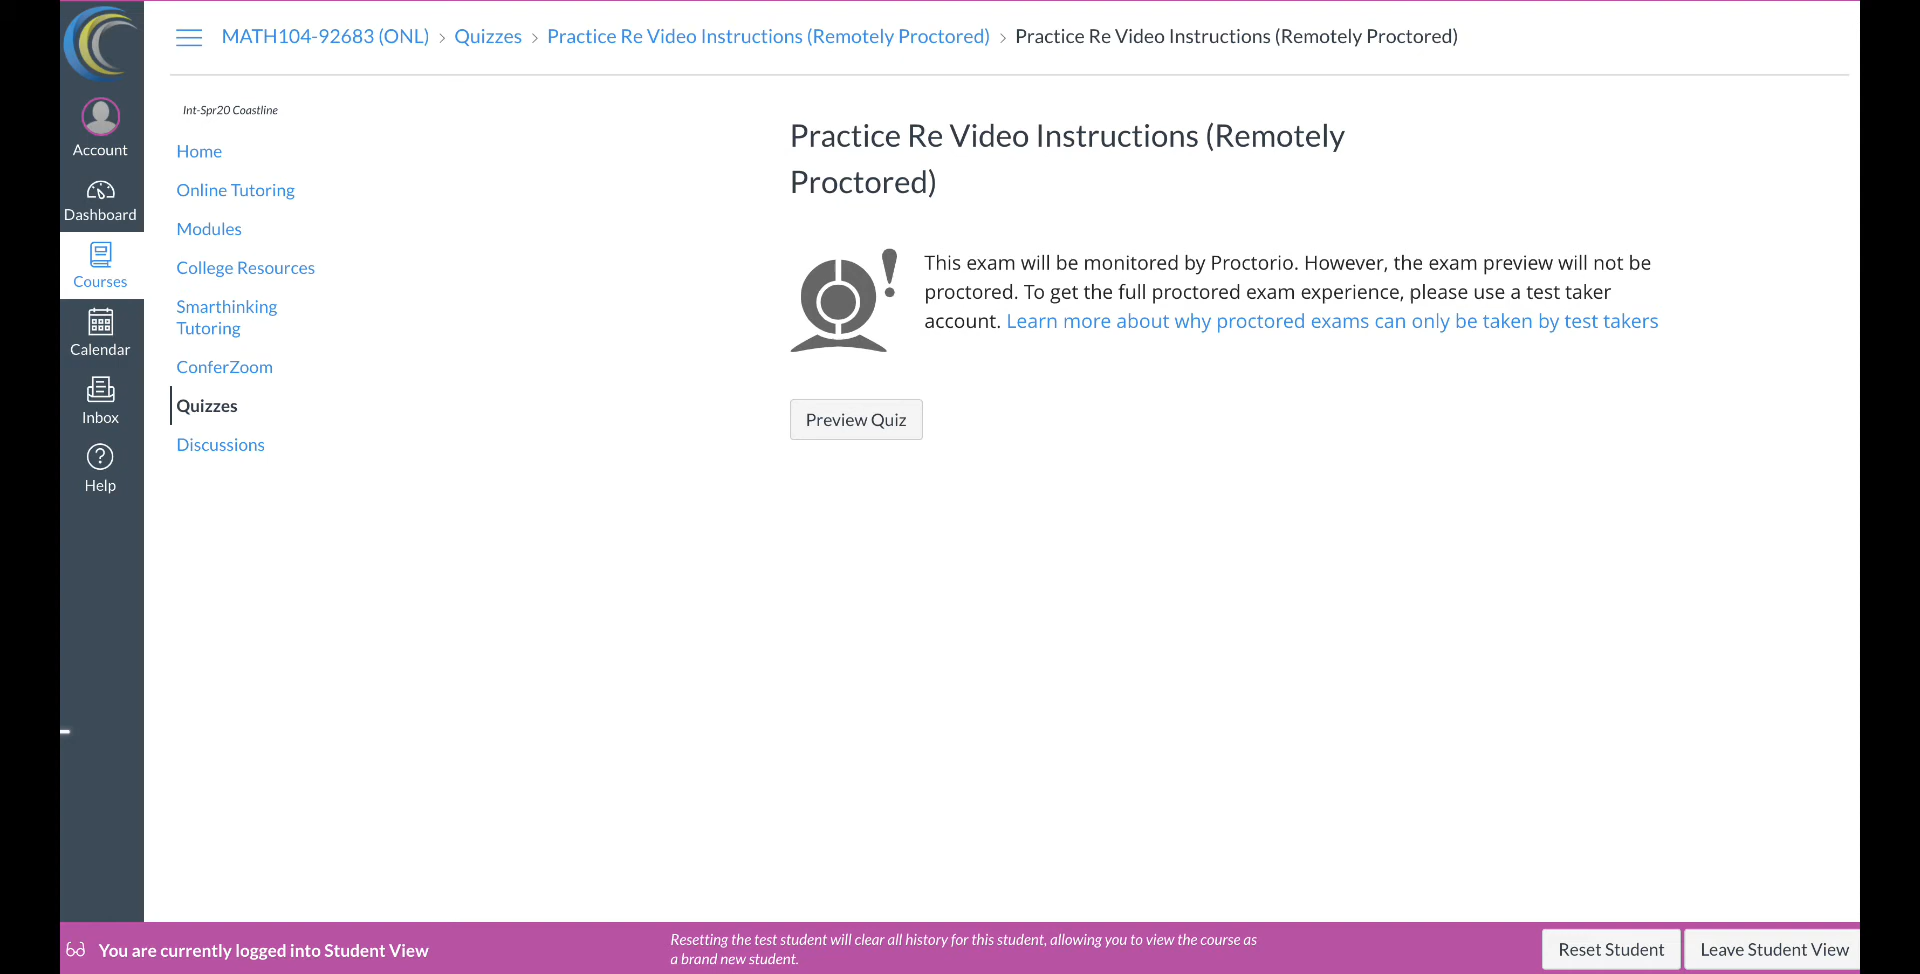 MATH104-92683 (ONL) > Quizzes > Practice Re Video Instructions (Remotely Proctored) > Practice Re Video Instructions (Remotely Proctored)
Account
Dashboard
Courses
Calendar
Inbox
Help
Int-Spr20 Coastline
Home
Online Tutoring
Modules
College Resources
Smarthinking
Tutoring
ConferZoom
Quizzes
Discussions
Practice Re Video Instructions (Remotely
Proctored)
This exam will be monitored by Proctorio. However, the exam preview will not be
proctored. To get the full proctored exam experience, please use a test taker
account. Learn more about why proctored exams can only be taken by test takers
Preview Quiz
You are currently logged into Student View
Resetting the test student will clear all history for this student, allowing you to view the course as
a brand new student.
Reset Student
Leave Student View